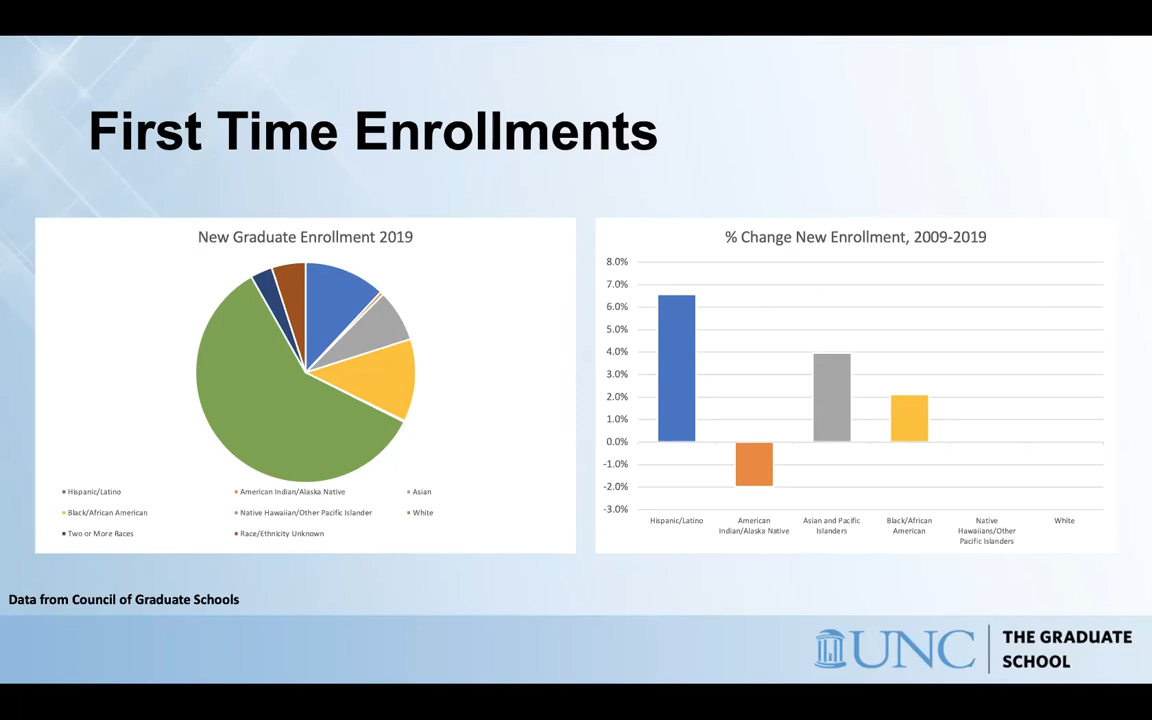 First Time Enrollments
New Graduate Enrollment 2019
Hispanic/Latino
American Indian/Alaska Native
Asian
Black/African American
Native Hawaiian/Other Pacific Islander
White
Two or More Races
Race/Ethnicity Unknown
% Change New Enrollment, 2009-2019
8.0%
7.0%
6.0%
5.0%
4.0%
3.0%
2.0%
1.0%
0.0%
-1.0%
-2.0%
-3.0%
Hispanic/Latino
American
Indian/Alaska Native
Asian and Pacific
Islanders
Black/African
American
Native
Hawaiians/Other
Pacific Islanders
White
Data from Council of Graduate Schools
UNC
THE GRADUATE
SCHOOL